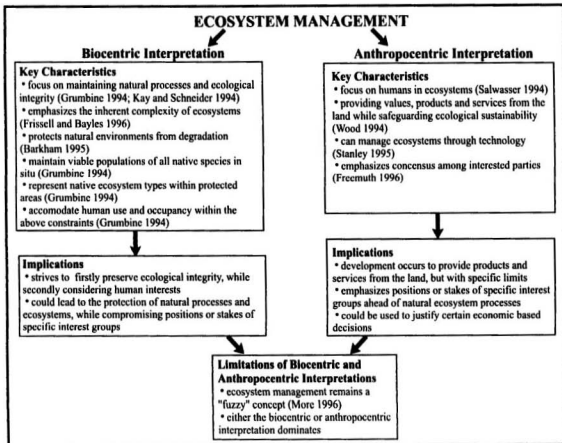 ECOSYSTEM MANAGEMENT
Biocentric Interpretation
Key Characteristics
• focus on maintaining natural processes and ecological
integrity (Grumbine 1994; Kay and Schneider 1994)
• emphasizes the inherent complexity of ecosystems
(Frissell and Bayles 1996)
• protects natural environments from degradation
(Barkham 1995)
• maintain viable populations of all native species in
situ (Grumbine 1994)
• represent native ecosystem types within protected
areas (Grumbine 1994)
• accomodate human use and occupancy within the
above constraints (Grumbine 1994)
Implications
• strives to firstly preserve ecological integrity, while
secondly considering human interests
• could lead to the protection of natural processes and
ecosystems, while compromising positions or stakes of
specific interest groups
Anthropocentric Interpretation
Key Characteristics
• focus on humans in ecosystems (Salwasser 1994)
• providing values, products and services from the
land while safeguarding ecological sustainability
(Wood 1994)
• can manage ecosystems through technology
(Stanley 1995)
• emphasizes concensus among interested parties
(Freemuth 1996)
Implications
• development occurs to provide products and
services from the land, but with specific limits
• emphasizes positions or stakes of specific interest
groups ahead of natural ecosystem processes
• could be used to justify certain economic based
decisions
Limitations of Biocentric and
Anthropocentric Interpretations
• ecosystem management remains a
"fuzzy" concept (More 1996)
• either the biocentric or anthropocentric
interpretation dominates